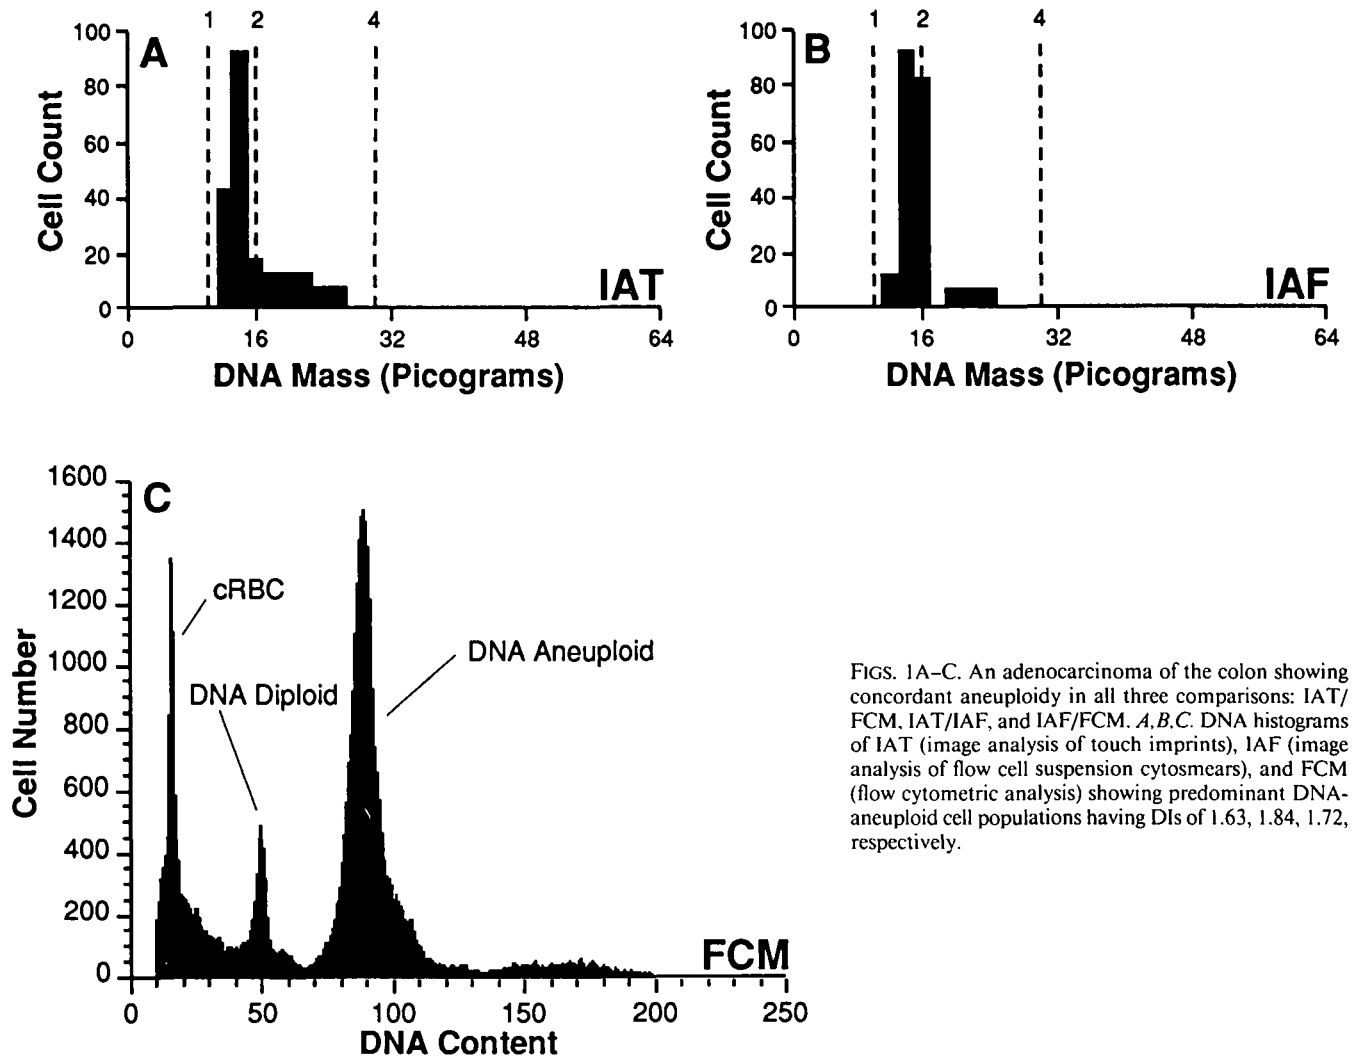 1 2 4
A
100
80
60
40
20
0
Cell Count
IAT
0 16 32 48 64
DNA Mass (Picograms)
1 2 4
B
100
80
60
40
20
0
Cell Count
IAF
0 16 32 48 64
DNA Mass (Picograms)
C
1600
1400
1200
1000
800
600
400
200
0
Cell Number
cRBC
DNA Diploid
DNA Aneuploid
FCM
0 50 100 150 200 250
DNA Content
FIGS. 1A–C. An adenocarcinoma of the colon showing
concordant aneuploidy in all three comparisons: IAT/
FCM, IAT/IAF, and IAF/FCM. A,B,C. DNA histograms
of IAT (image analysis of touch imprints), IAF (image
analysis of flow cell suspension cytosmears), and FCM
(flow cytometric analysis) showing predominant DNA-
aneuploid cell populations having DIs of 1.63, 1.84, 1.72,
respectively.